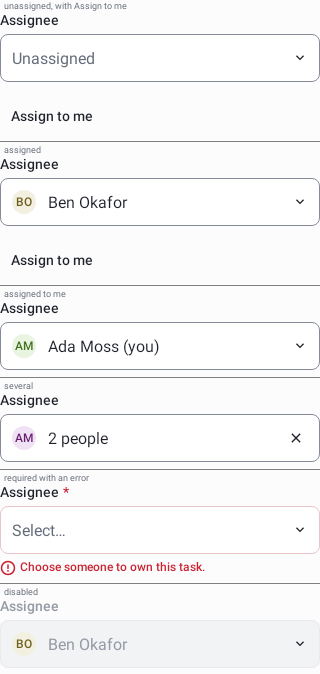 unassigned, with Assign to me
Assignee
Unassigned
Assign to me
assigned
Assignee
BO Ben Okafor
Assign to me
assigned to me
Assignee
AM Ada Moss (you)
several
Assignee
AM 2 people
required with an error
Assignee *
Select…
Choose someone to own this task.
disabled
Assignee
BO Ben Okafor